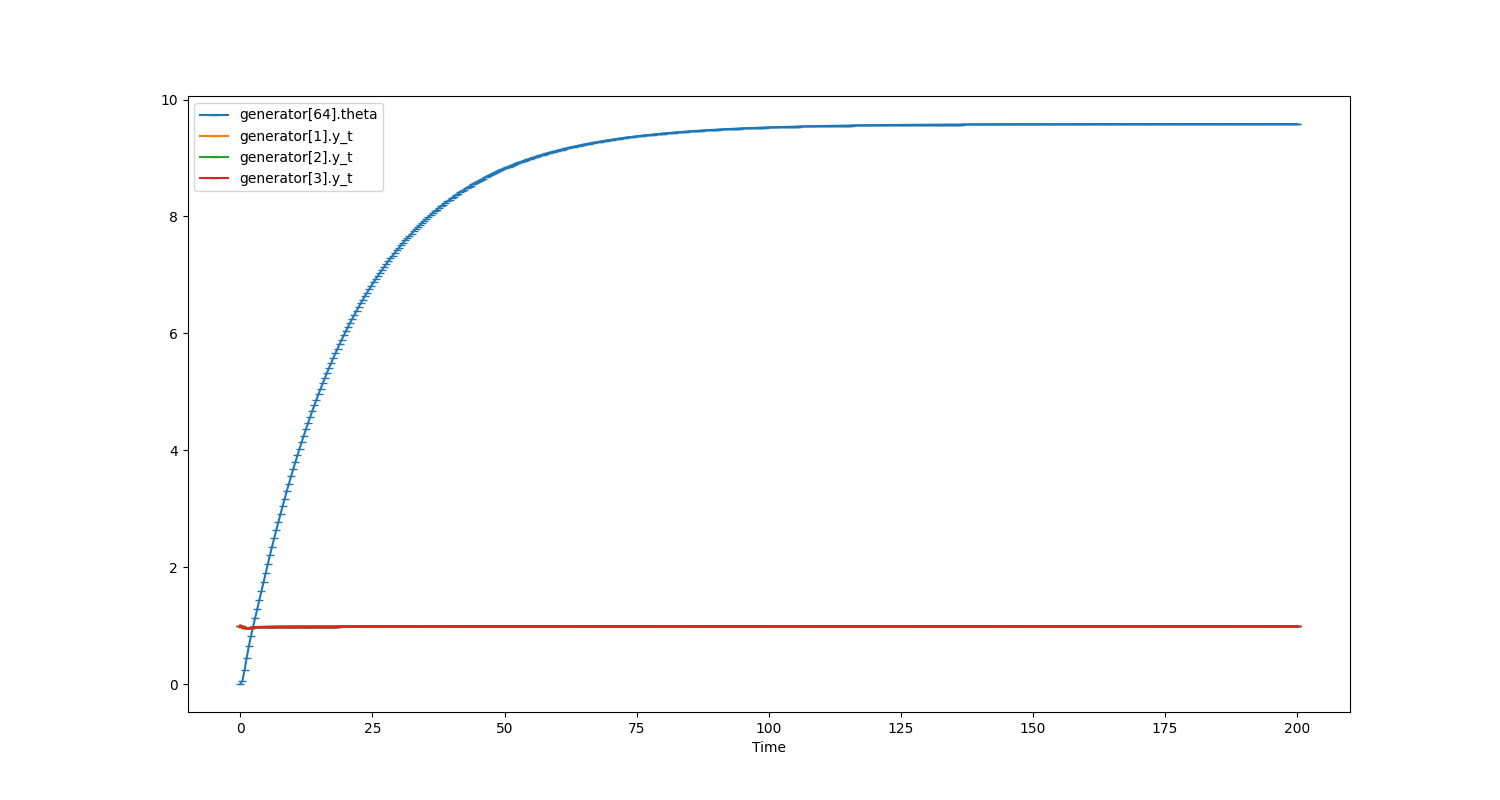 generator[64].theta
generator[1].y_t
generator[2].y_t
generator[3].y_t
10
8
6
4
2
0
0 25 50 75 100 125 150 175 200
Time